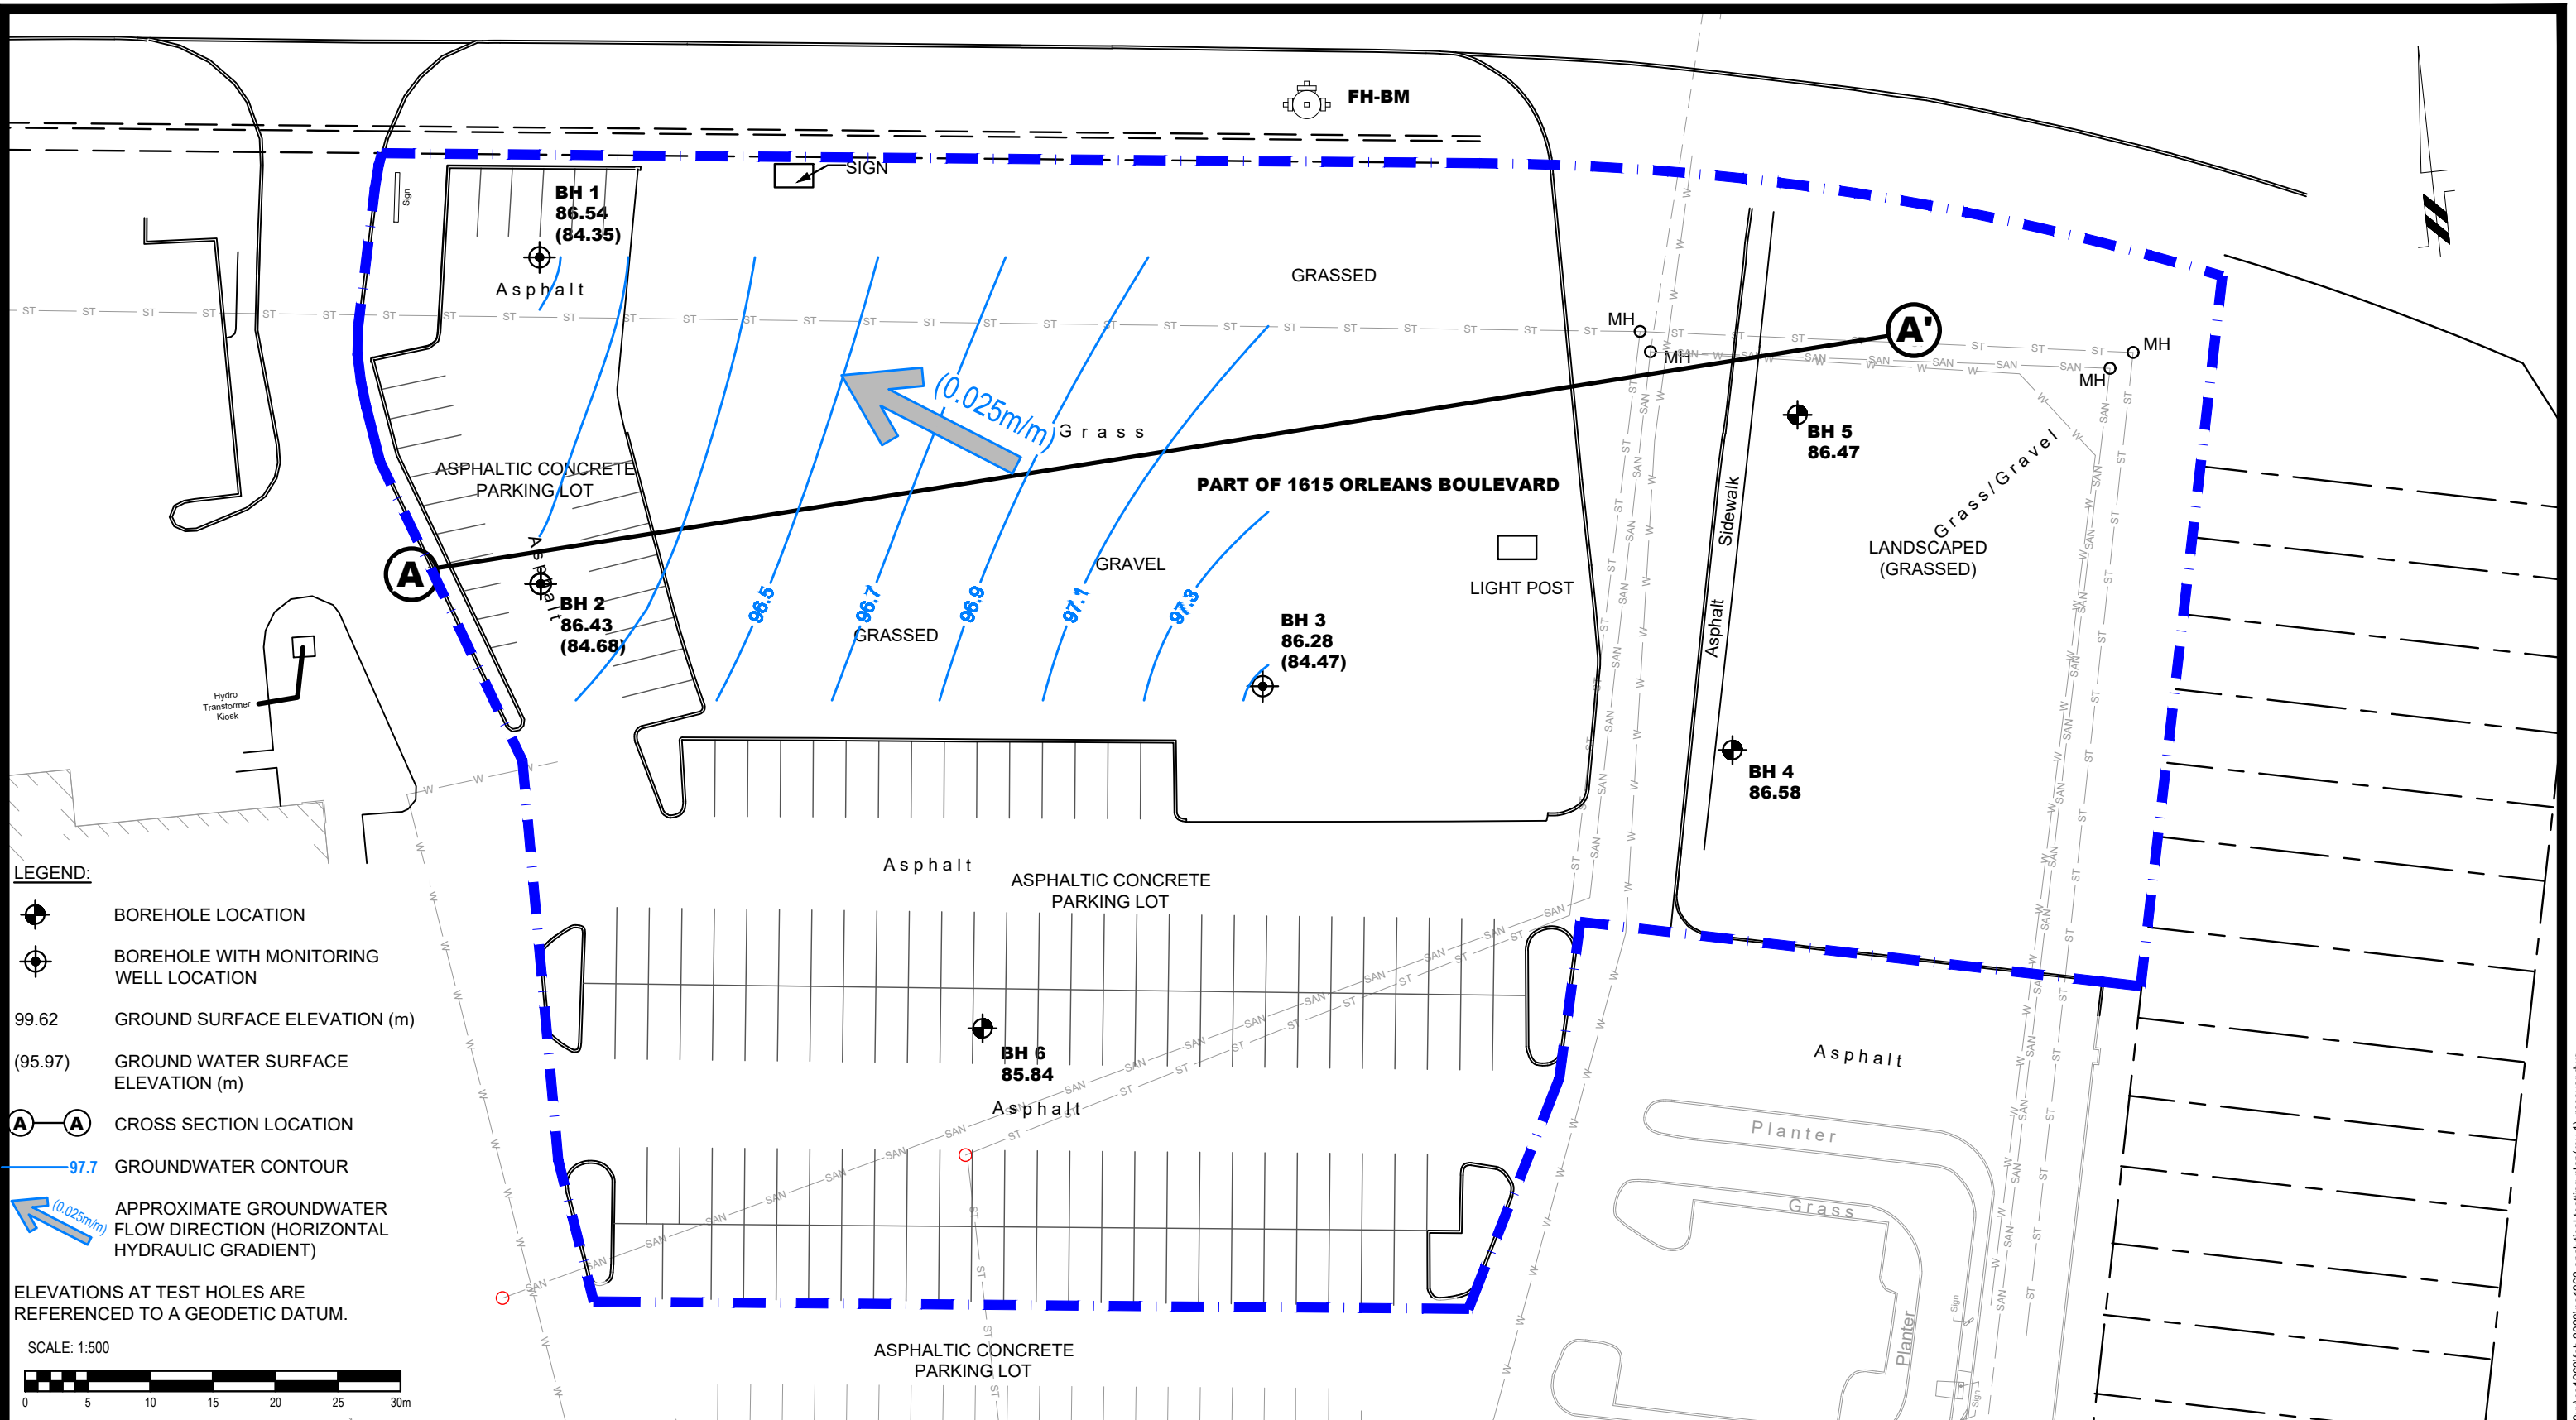 FH-BM
SIGN
Sign
BH 1
86.54
(84.35)
Asphalt
GRASSED
MH
MH
A'
MH
MH
(0.025m/m)
Grass
BH 5
86.47
ASPHALTIC CONCRETE
PARKING LOT
PART OF 1615 ORLEANS BOULEVARD
Grass/Gravel
Sidewalk
Asphalt
A
Asphalt
LANDSCAPED
(GRASSED)
GRAVEL
LIGHT POST
BH 2
86.43
(84.68)
96.5
96.7
96.9
97.1
97.3
GRASSED
BH 3
86.28
(84.47)
Hydro
Transformer
Kiosk
BH 4
86.58
Asphalt
ASPHALTIC CONCRETE
PARKING LOT
BH 6
85.84
Asphalt
Asphalt
Planter
Grass
Planter
Sign
Sign
ASPHALTIC CONCRETE
PARKING LOT
ST
SAN
W
LEGEND:
BOREHOLE LOCATION
BOREHOLE WITH MONITORING
WELL LOCATION
99.62 GROUND SURFACE ELEVATION (m)
(95.97) GROUND WATER SURFACE
ELEVATION (m)
A A CROSS SECTION LOCATION
97.7 GROUNDWATER CONTOUR
(0.025m/m) APPROXIMATE GROUNDWATER
FLOW DIRECTION (HORIZONTAL
HYDRAULIC GRADIENT)
ELEVATIONS AT TEST HOLES ARE
REFERENCED TO A GEODETIC DATUM.
SCALE: 1:500
0 5 10 15 20 25 30m